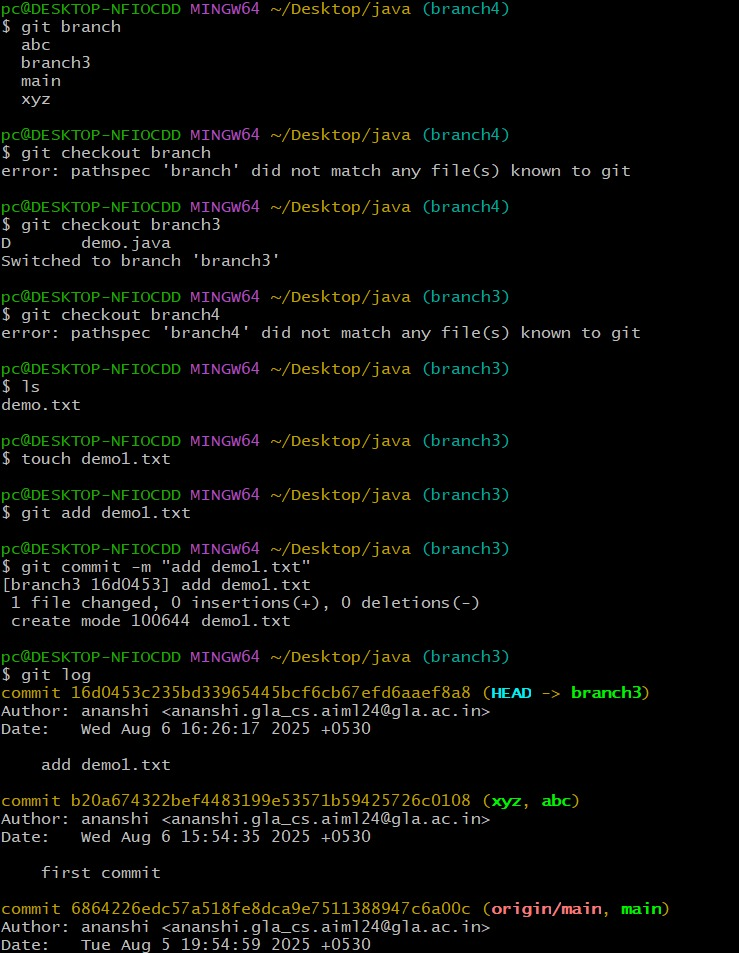 pc@DESKTOP-NFIOCDD MINGW64 ~/Desktop/java (branch4)
$ git branch
  abc
  branch3
  main
  xyz

pc@DESKTOP-NFIOCDD MINGW64 ~/Desktop/java (branch4)
$ git checkout branch
error: pathspec 'branch' did not match any file(s) known to git

pc@DESKTOP-NFIOCDD MINGW64 ~/Desktop/java (branch4)
$ git checkout branch3
D       demo.java
Switched to branch 'branch3'

pc@DESKTOP-NFIOCDD MINGW64 ~/Desktop/java (branch3)
$ git checkout branch4
error: pathspec 'branch4' did not match any file(s) known to git

pc@DESKTOP-NFIOCDD MINGW64 ~/Desktop/java (branch3)
$ ls
demo.txt

pc@DESKTOP-NFIOCDD MINGW64 ~/Desktop/java (branch3)
$ touch demo1.txt

pc@DESKTOP-NFIOCDD MINGW64 ~/Desktop/java (branch3)
$ git add demo1.txt

pc@DESKTOP-NFIOCDD MINGW64 ~/Desktop/java (branch3)
$ git commit -m "add demo1.txt"
[branch3 16d0453] add demo1.txt
 1 file changed, 0 insertions(+), 0 deletions(-)
 create mode 100644 demo1.txt

pc@DESKTOP-NFIOCDD MINGW64 ~/Desktop/java (branch3)
$ git log
commit 16d0453c235bd33965445bcf6cb67efd6aaef8a8 (HEAD -> branch3)
Author: ananshi <ananshi.gla_cs.aiml24@gla.ac.in>
Date:   Wed Aug 6 16:26:17 2025 +0530

    add demo1.txt

commit b20a674322bef4483199e53571b59425726c0108 (xyz, abc)
Author: ananshi <ananshi.gla_cs.aiml24@gla.ac.in>
Date:   Wed Aug 6 15:54:35 2025 +0530

    first commit

commit 6864226edc57a518fe8dca9e7511388947c6a00c (origin/main, main)
Author: ananshi <ananshi.gla_cs.aiml24@gla.ac.in>
Date:   Tue Aug 5 19:54:59 2025 +0530